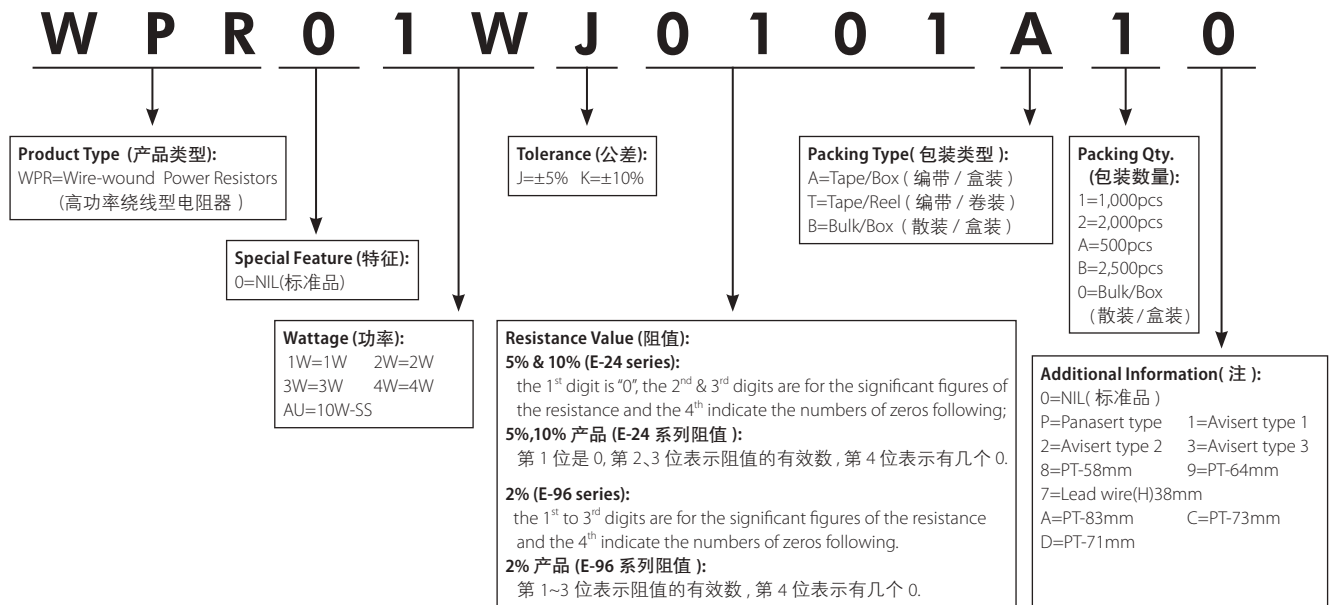 W P R 0 1 W J 0 1 0 1 A 1 0
Product Type (产品类型):
WPR=Wire-wound Power Resistors
(高功率绕线型电阻器)
Special Feature (特征):
0=NIL(标准品)
Wattage (功率):
1W=1W 2W=2W
3W=3W 4W=4W
AU=10W-SS
Tolerance (公差):
J=±5% K=±10%
Resistance Value (阻值):
5% & 10% (E-24 series):
the 1st digit is "0", the 2nd & 3rd digits are for the significant figures of
the resistance and the 4th indicate the numbers of zeros following;
5%,10% 产品 (E-24 系列阻值):
第 1 位是 0, 第 2、3 位表示阻值的有效数, 第 4 位表示有几个 0.
2% (E-96 series):
the 1st to 3rd digits are for the significant figures of the resistance
and the 4th indicate the numbers of zeros following.
2% 产品 (E-96 系列阻值):
第 1~3 位表示阻值的有效数, 第 4 位表示有几个 0.
Packing Type( 包装类型 ):
A=Tape/Box ( 编带 / 盒装 )
T=Tape/Reel ( 编带 / 卷装 )
B=Bulk/Box ( 散装 / 盒装 )
Packing Qty.
(包装数量):
1=1,000pcs
2=2,000pcs
A=500pcs
B=2,500pcs
0=Bulk/Box
(散装/盒装)
Additional Information( 注 ):
0=NIL( 标准品 )
P=Panasert type 1=Avisert type 1
2=Avisert type 2 3=Avisert type 3
8=PT-58mm 9=PT-64mm
7=Lead wire(H)38mm
A=PT-83mm C=PT-73mm
D=PT-71mm